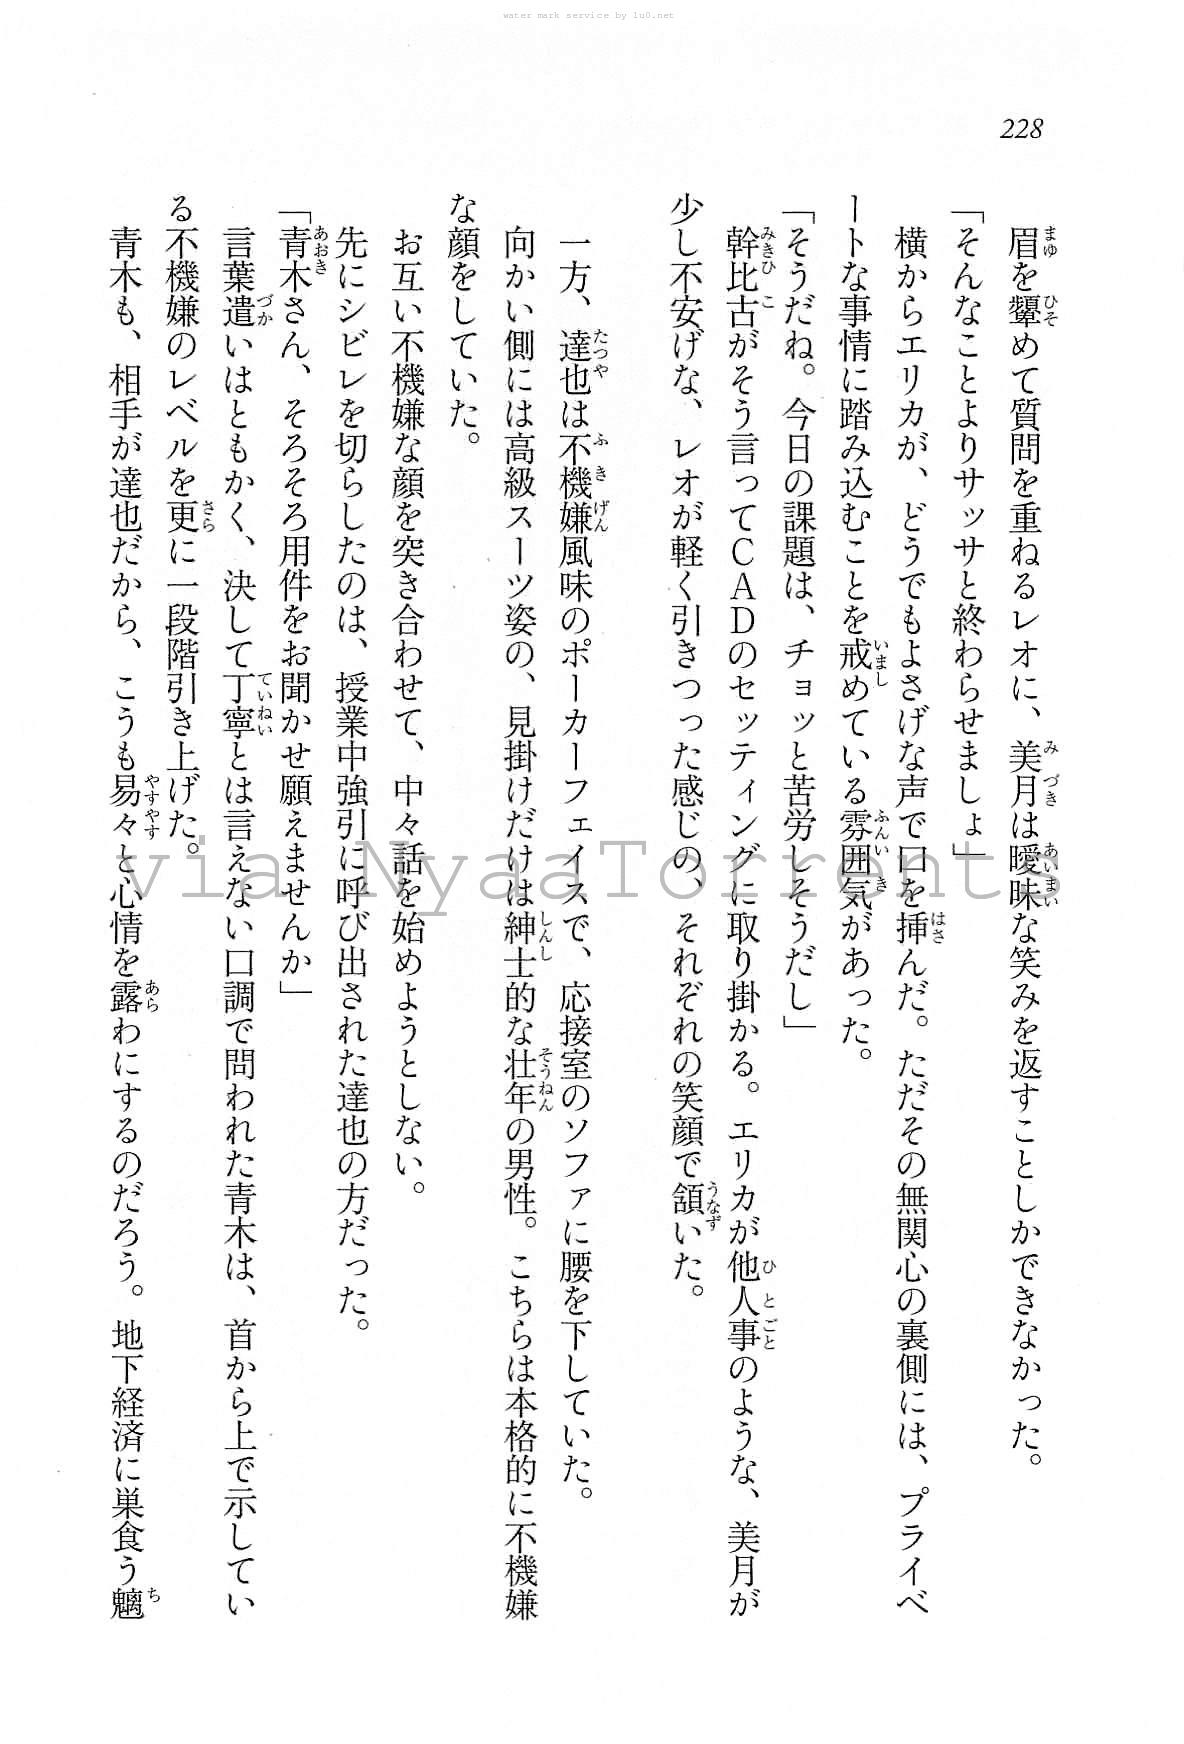 water mark service by lu0.net
228
眉を顰めて質問を重ねるレオに、美月は曖昧な笑みを返すことしかできなかった。
「そんなことよりサッサと終わらせましょ」
横からエリカが、どうでもよさげな声で口を挿んだ。ただその無関心の裏側には、プライベ
ートな事情に踏み込むことを戒めている雰囲気があった。
「そうだね。今日の課題は、チョッと苦労しそうだし」
幹比古がそう言ってＣＡＤのセッティングに取り掛かる。エリカが他人事のような、美月が
少し不安げな、レオが軽く引きつった感じの、それぞれの笑顔で頷いた。
一方、達也は不機嫌風味のポーカーフェイスで、応接室のソファに腰を下していた。
向かい側には高級スーツ姿の、見掛けだけは紳士的な壮年の男性。こちらは本格的に不機嫌
な顔をしていた。
お互い不機嫌な顔を突き合わせて、中々話を始めようとしない。
先にシビレを切らしたのは、授業中強引に呼び出された達也の方だった。
「青木さん、そろそろ用件をお聞かせ願えませんか」
言葉遣いはともかく、決して丁寧とは言えない口調で問われた青木は、首から上で示してい
る不機嫌のレベルを更に一段階引き上げた。
青木も、相手が達也だから、こうも易々と心情を露わにするのだろう。地下経済に巣食う魑
via NyaaTorrents